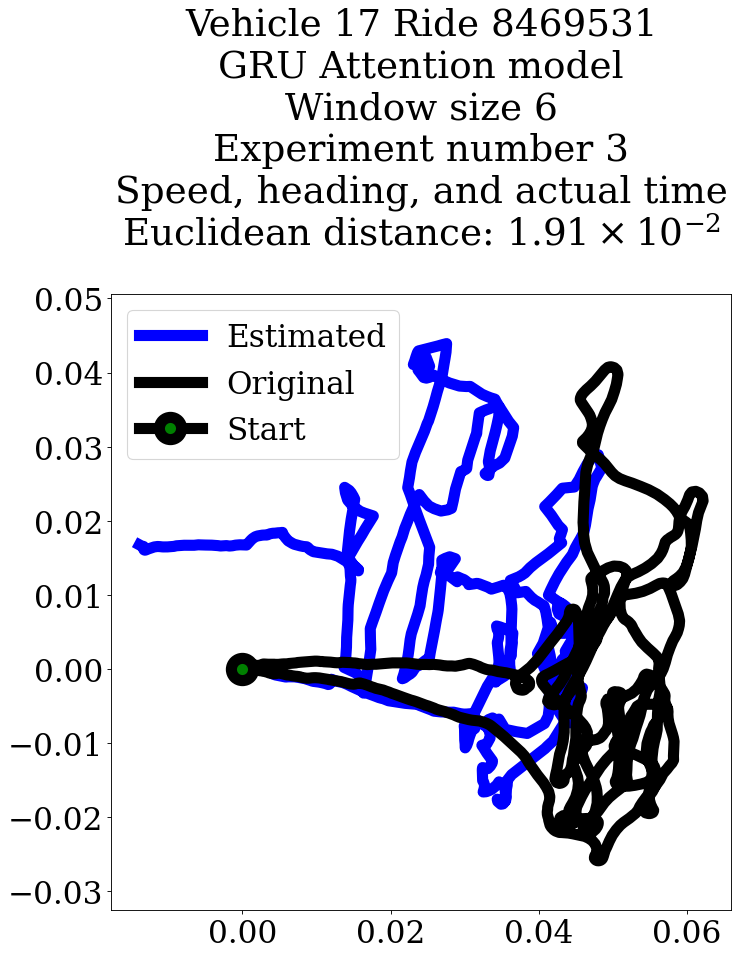 Vehicle 17 Ride 8469531
GRU Attention model
Window size 6
Experiment number 3
Speed, heading, and actual time
Euclidean distance: 1.91 × 10⁻²
0.05
0.04
0.03
0.02
0.01
0.00
−0.01
−0.02
−0.03
Estimated
Original
Start
0.00 0.02 0.04 0.06